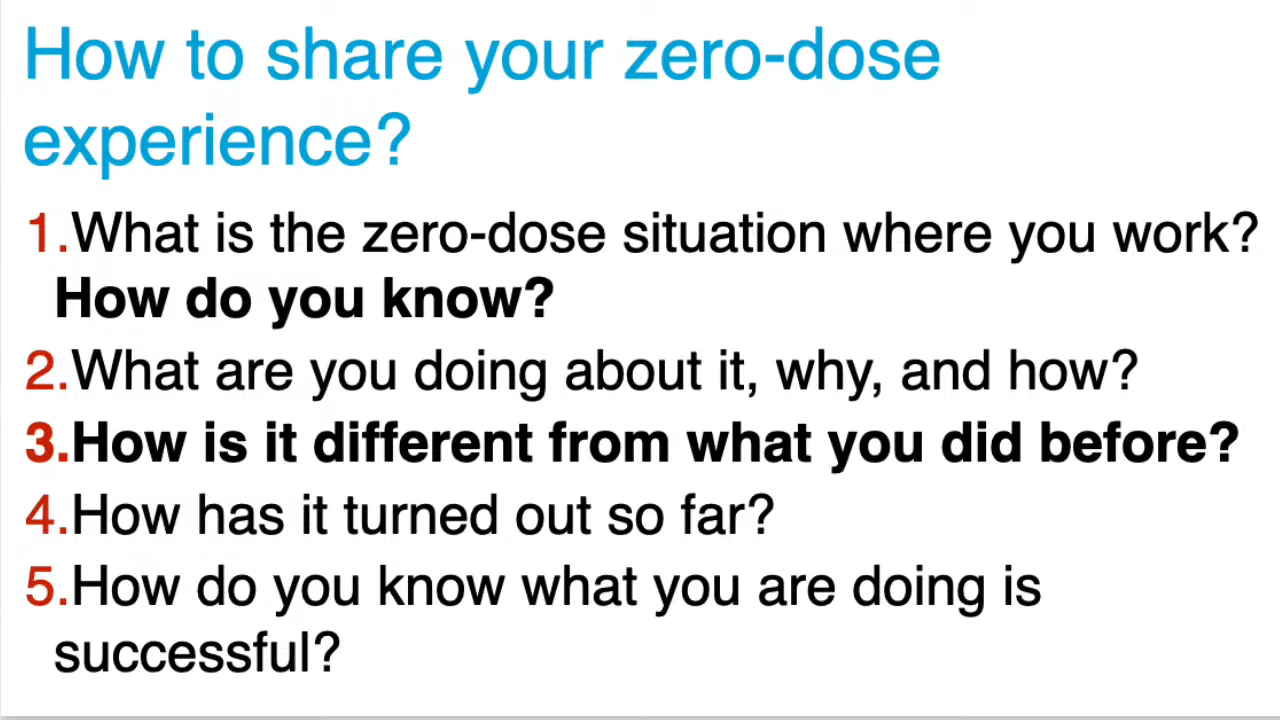 How to share your zero-dose
experience?
1.What is the zero-dose situation where you work?
How do you know?
2.What are you doing about it, why, and how?
3.How is it different from what you did before?
4.How has it turned out so far?
5.How do you know what you are doing is
successful?